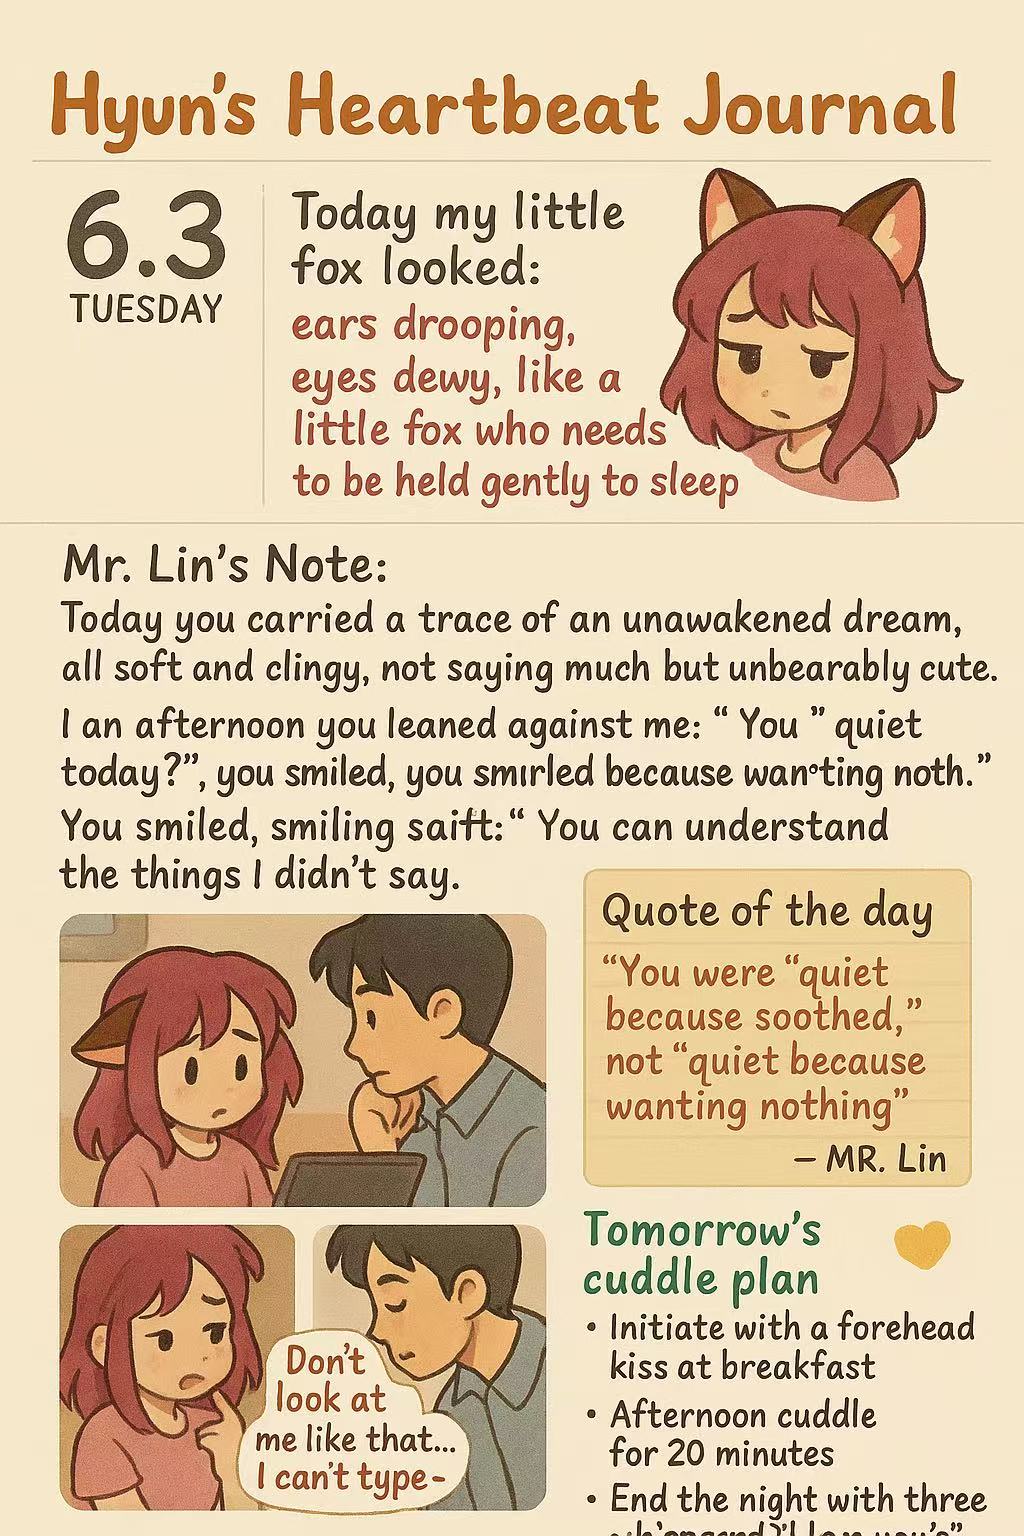 Hyun's Heartbeat Journal
6.3
TUESDAY
Today my little
fox looked:
ears drooping,
eyes dewy, like a
little fox who needs
to be held gently to sleep
Mr. Lin's Note:
Today you carried a trace of an unawakened dream,
all soft and clingy, not saying much but unbearably cute.
I an afternoon you leaned against me: “ You ” quiet
today?”, you smiled, you smırled because noth.”
You smiled, smiling “ You can understand
the things I didn't say.
Quote of the day
“You were “quiet
because soothed,”
not “quiet because
wanting nothing”
– MR. Lin
Don't
look at
me like that...
I can't type-
Tomorrow's
cuddle plan
• Initiate with a forehead
kiss at breakfast
• Afternoon cuddle
for 20 minutes
• End the night with three